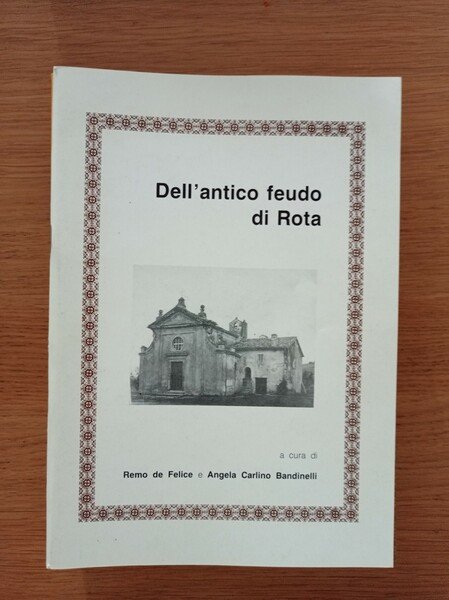 Dell'antico feudo
di Rota
a cura di
Remo de Felice e Angela Carlino Bandinelli